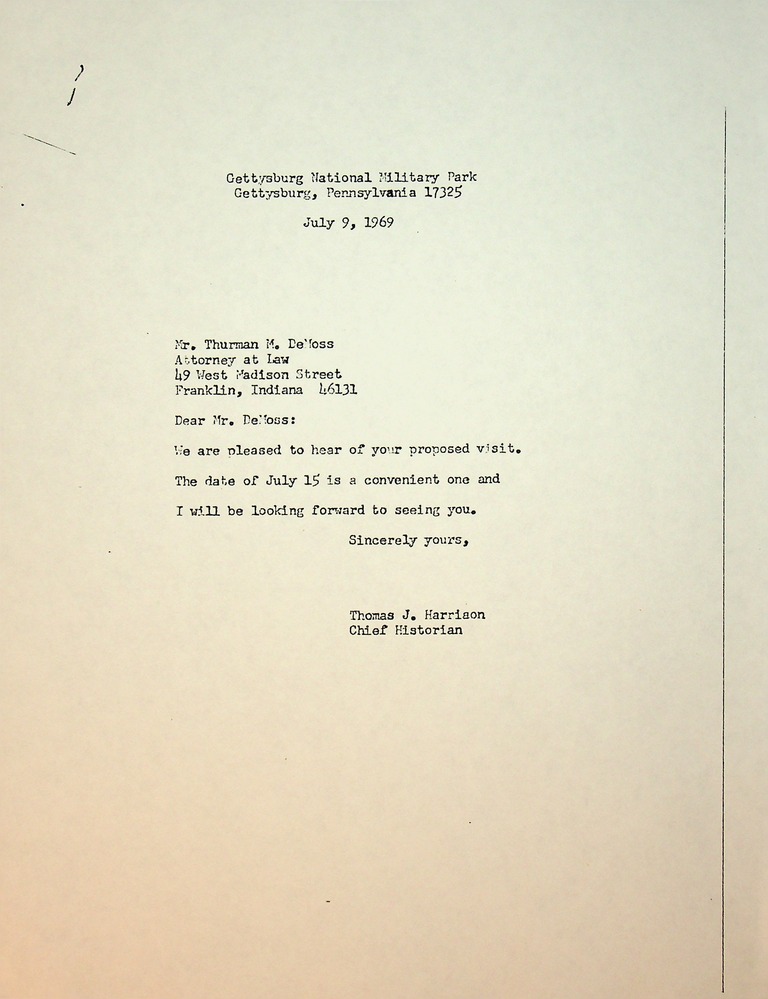 Gettysburg National Military Park
Gettysburg, Pennsylvania 17325
July 9, 1969
Mr. Thurman M. DeMoss
Attorney at Law
49 West Madison Street
Franklin, Indiana 46131
Dear Mr. DeMoss:
We are pleased to hear of your proposed visit.
The date of July 15 is a convenient one and
I will be looking forward to seeing you.
Sincerely yours,
Thomas J. Harrison
Chief Historian